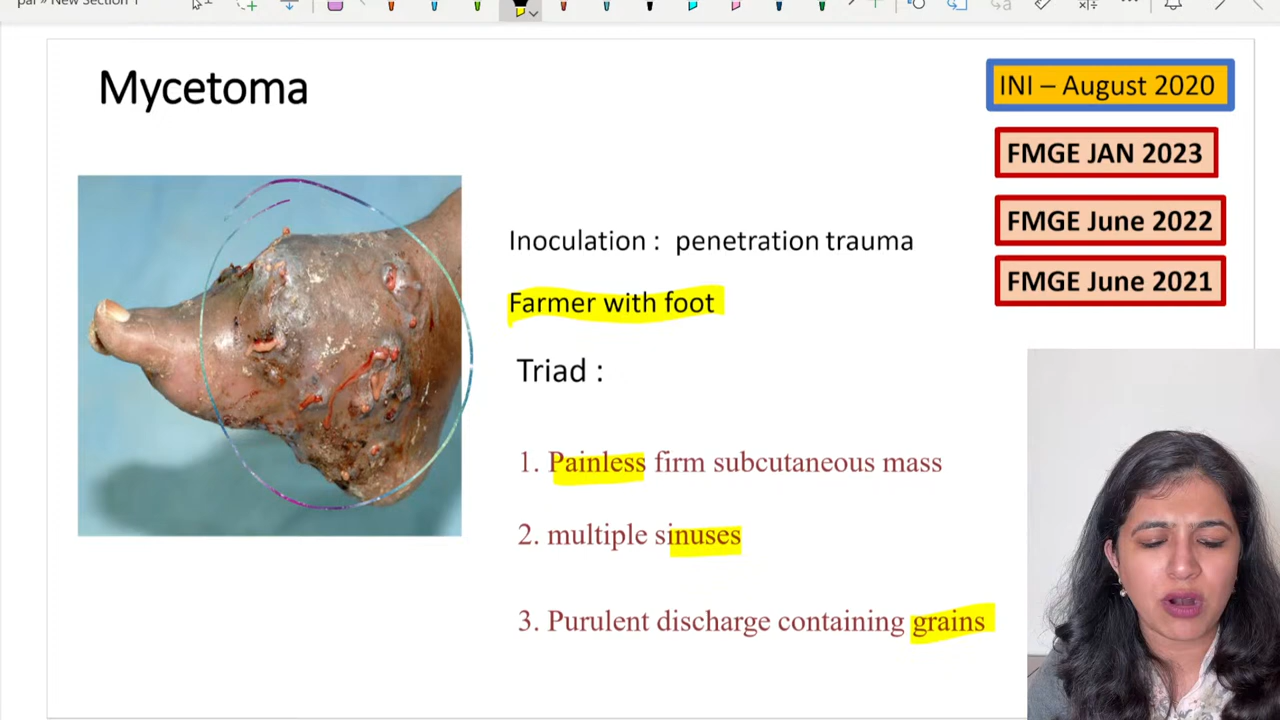 Mycetoma
INI – August 2020
FMGE JAN 2023
FMGE June 2022
FMGE June 2021
Inoculation : penetration trauma
Farmer with foot
Triad :
1. Painless firm subcutaneous mass
2. multiple sinuses
3. Purulent discharge containing grains